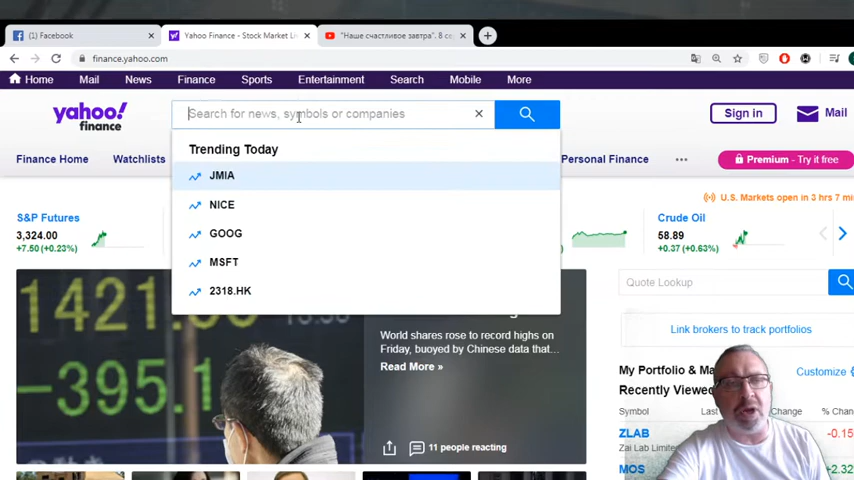 (1) Facebook
Yahoo Finance - Stock Market Li
"Наше счастливое завтра". 8 се
finance.yahoo.com
Home Mail News Finance Sports Entertainment Search Mobile More
yahoo!
finance
Search for news, symbols or companies
Sign in
Mail
Trending Today
Finance Home Watchlists
Personal Finance
Premium - Try it free
JMIA
NICE
GOOG
MSFT
2318.HK
U.S. Markets open in 3 hrs 7 mi
S&P Futures
3,324.00
+7.50 (+0.23%)
Crude Oil
58.89
+0.37 (+0.63%)
Quote Lookup
1421
-395.1
World shares rose to record highs on
Friday, buoyed by Chinese data that...
Read More »
11 people reacting
Link brokers to track portfolios
My Portfolio & Ma
Customize
Recently Viewed
Symbol Last Change % Chan
ZLAB -0.15
Zai Lab Limite
MOS +2.32